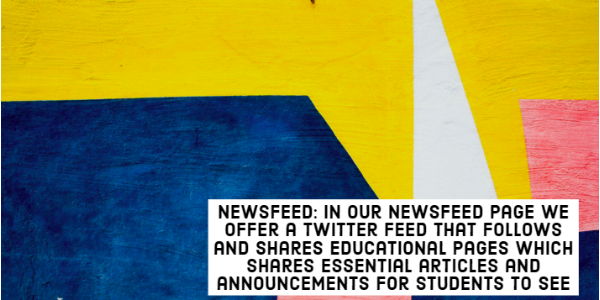 NEWSFEED: IN OUR NEWSFEED PAGE WE
OFFER A TWITTER FEED THAT FOLLOWS
AND SHARES EDUCATIONAL PAGES WHICH
SHARES ESSENTIAL ARTICLES AND
ANNOUNCEMENTS FOR STUDENTS TO SEE